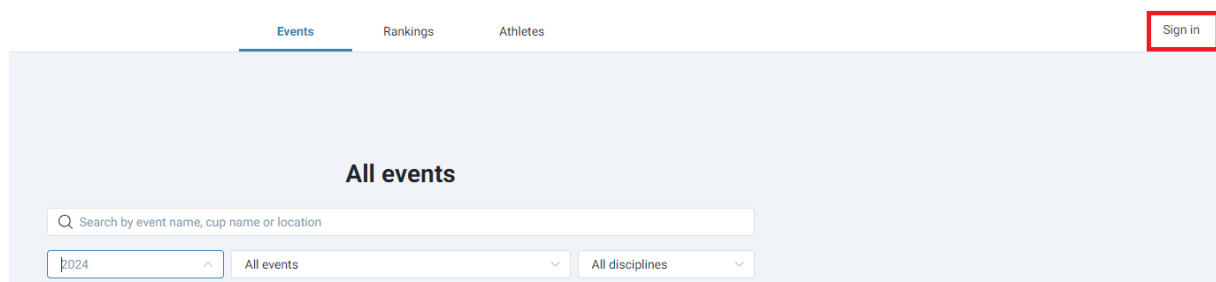 Events Rankings Athletes Sign in
All events
Search by event name, cup name or location
2024 All events All disciplines